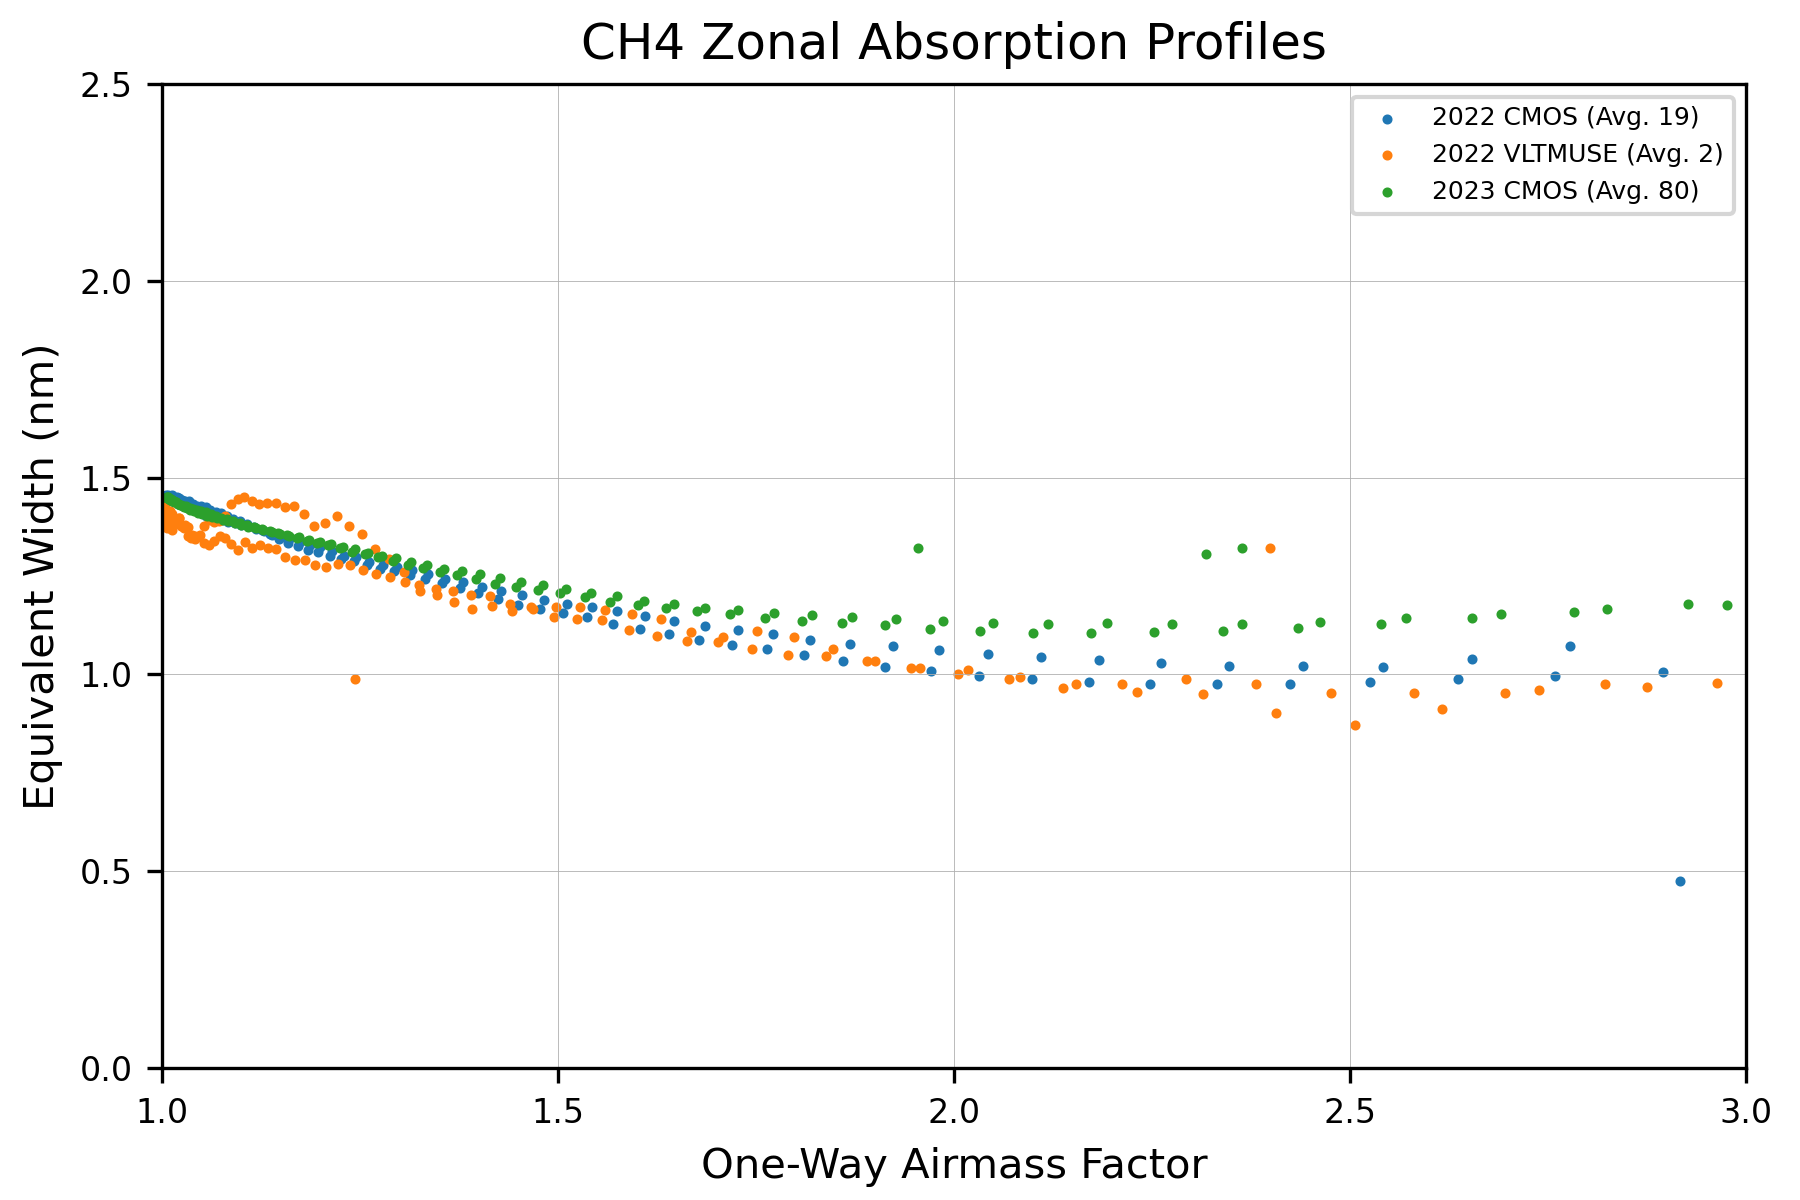 CH4 Zonal Absorption Profiles
2.5
2.0
1.5
1.0
0.5
0.0
Equivalent Width (nm)
2022 CMOS (Avg. 19)
2022 VLTMUSE (Avg. 2)
2023 CMOS (Avg. 80)
1.0 1.5 2.0 2.5 3.0
One-Way Airmass Factor